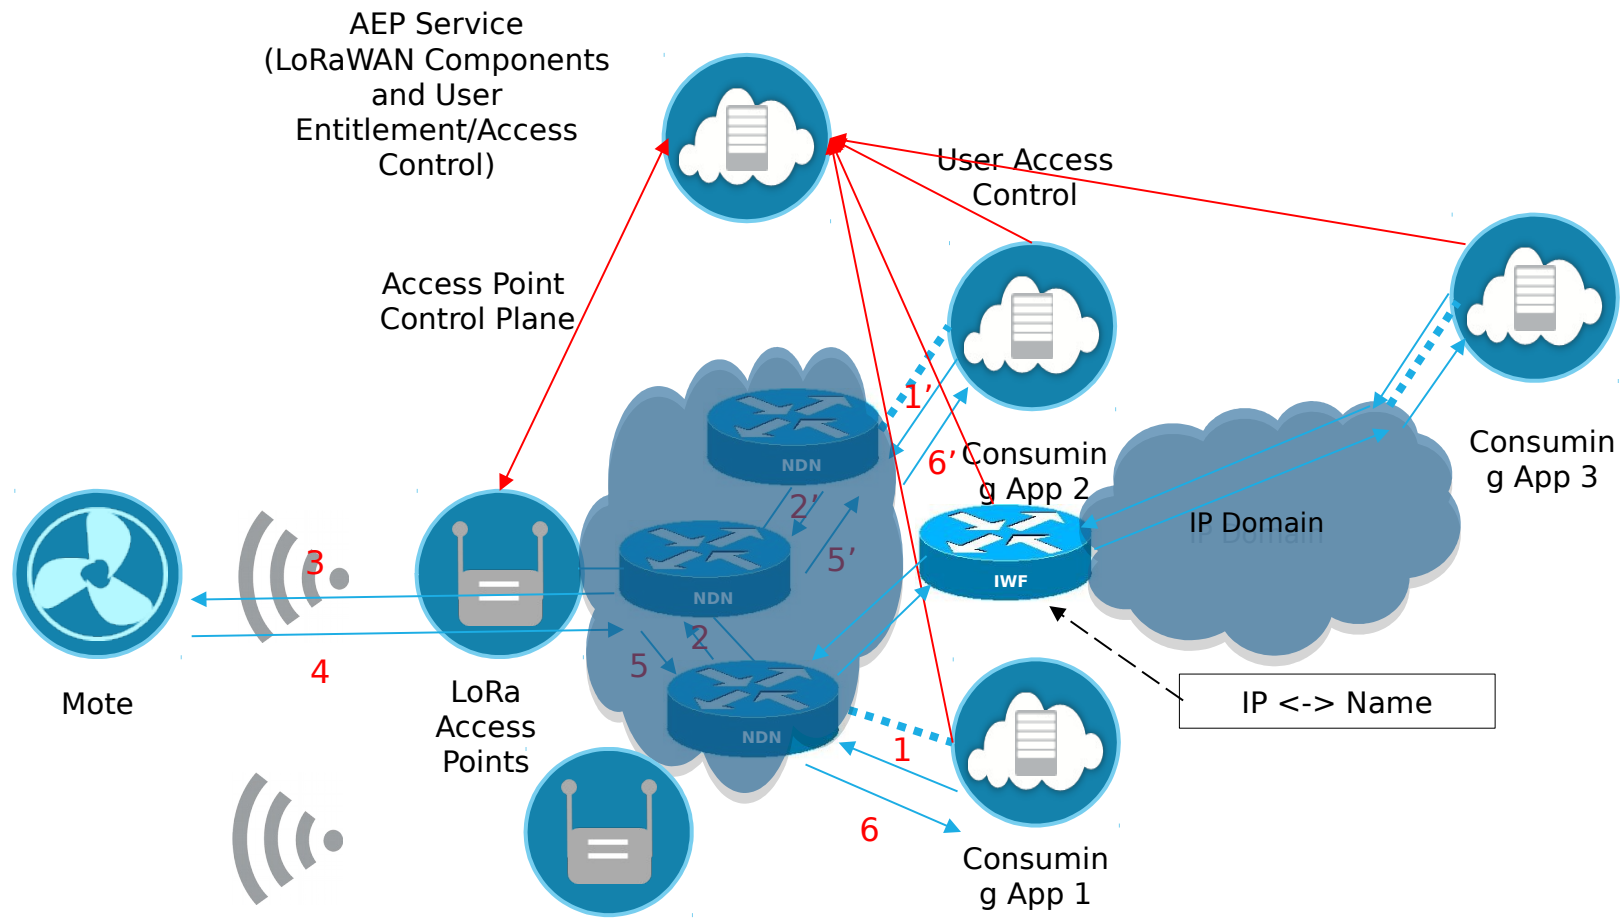 AEP Service
(LoRaWAN Components
and User
Entitlement/Access
Control)
User Access
Control
Access Point
Control Plane
1’
6’
Consumin
g App 2
Consumin
g App 3
NDN
2’
5’
IP Domain
3
NDN
IWF
4
2
5
Mote
LoRa
Access
Points
NDN
IP <-> Name
1
6
Consumin
g App 1